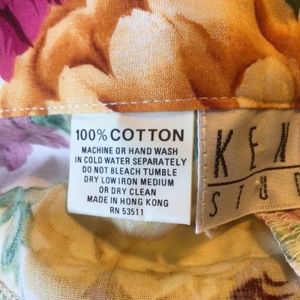 100% COTTON
MACHINE OR HAND WASH
IN COLD WATER SEPARATELY
DO NOT BLEACH TUMBLE
DRY LOW IRON MEDIUM
OR DRY CLEAN
MADE IN HONG KONG
RN 53511
KEN